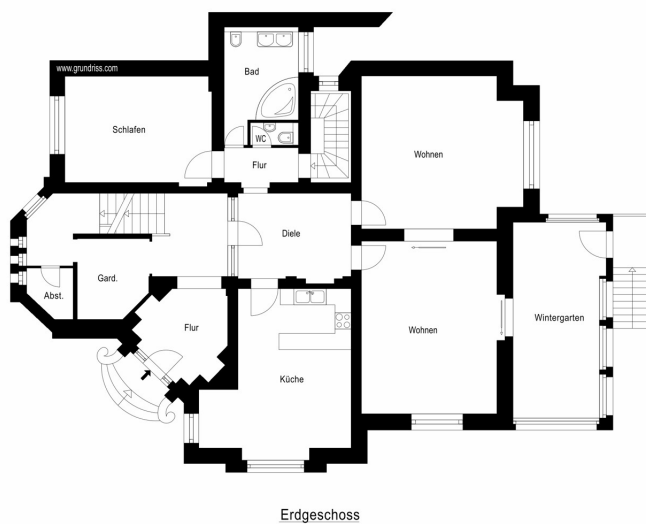 www.grundriss.com
Bad
Schlafen
WC
Wohnen
Flur
Diele
Gard.
Abst.
Flur
Wohnen
Wintergarten
Küche
Erdgeschoss